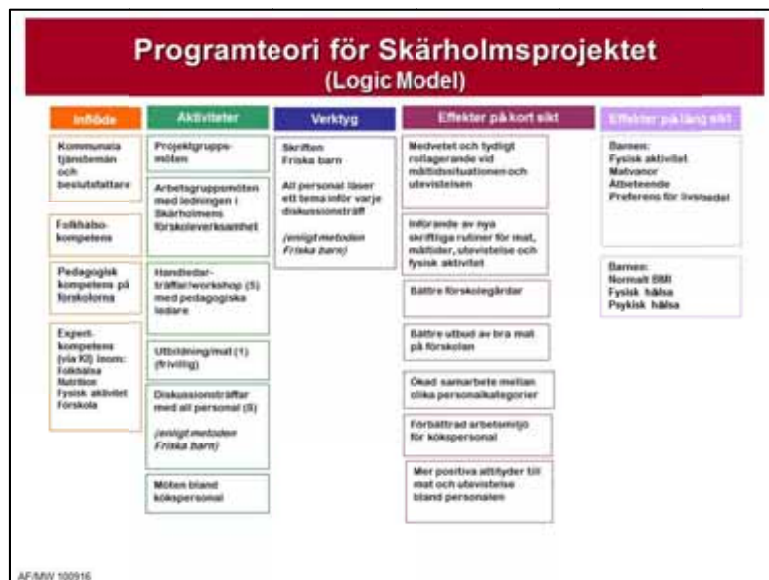 Programteori för Skärholmsprojektet
(Logic Model)
Inflöde
Kommunala
tjänstemän
och
beslutsfattare
Folkhälso-
kompetens
Pedagogisk
kompetens på
förskolorna
Expert-
kompetens
(via KI) inom:
Folkhälsa
Nutrition
Fysisk aktivitet
Förskola
Aktiviteter
Projektgrupps-
möten
Arbetsgruppsmöten
med ledningen i
Skärholmens
förskoleverksamhet
Handledar-
träffar/workshop (5)
med pedagogiska
ledare
Utbildning/mat (1)
(frivillig)
Diskussionsträffar
med all personal (5)
(enligt metoden
Friska barn)
Möten bland
kökspersonal
Verktyg
Skriften
Friska barn
All personal läser
ett tema inför varje
diskussionsträff
(enligt metoden
Friska barn)
Effekter på kort sikt
Medvetet och tydligt
rollagerande vid
måltidssituationen och
utevistelsen
Införande av nya
skriftliga rutiner för mat,
måltider, utevistelse och
fysisk aktivitet
Bättre förskolegårdar
Bättre utbud av bra mat
på förskolan
Ökad samarbete mellan
olika personalkategorier
Förbättrad arbetsmiljö
för kökspersonal
Mer positiva attityder till
mat och utevistelse
bland personalen
Effekter på lång sikt
Barnen:
Fysisk aktivitet
Matvanor
Ätbeteende
Preferens för livsmedel
Barnen:
Normalt BMI
Fysisk hälsa
Psykisk hälsa
AF/MW 100916